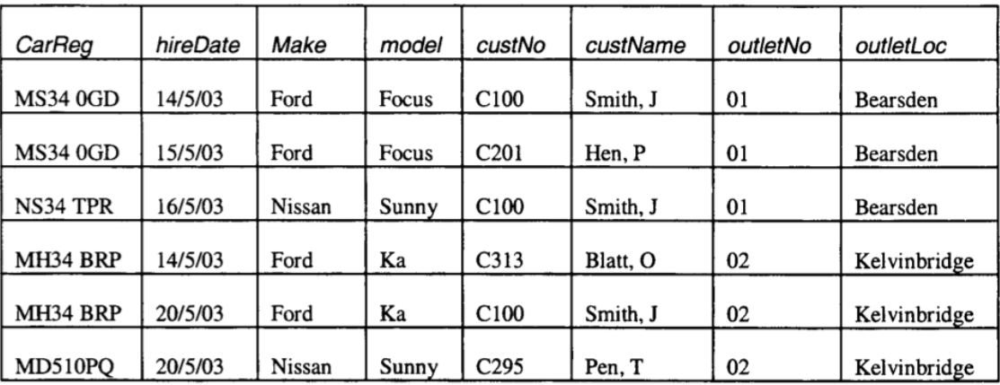 CarReg hireDate Make model custNo custName outletNo outletLoc
MS34 0GD 14/5/03 Ford Focus C100 Smith, J 01 Bearsden
MS34 0GD 15/5/03 Ford Focus C201 Hen, P 01 Bearsden
NS34 TPR 16/5/03 Nissan Sunny C100 Smith, J 01 Bearsden
MH34 BRP 14/5/03 Ford Ka C313 Blatt, O 02 Kelvinbridge
MH34 BRP 20/5/03 Ford Ka C100 Smith, J 02 Kelvinbridge
MD51OPQ 20/5/03 Nissan Sunny C295 Pen, T 02 Kelvinbridge